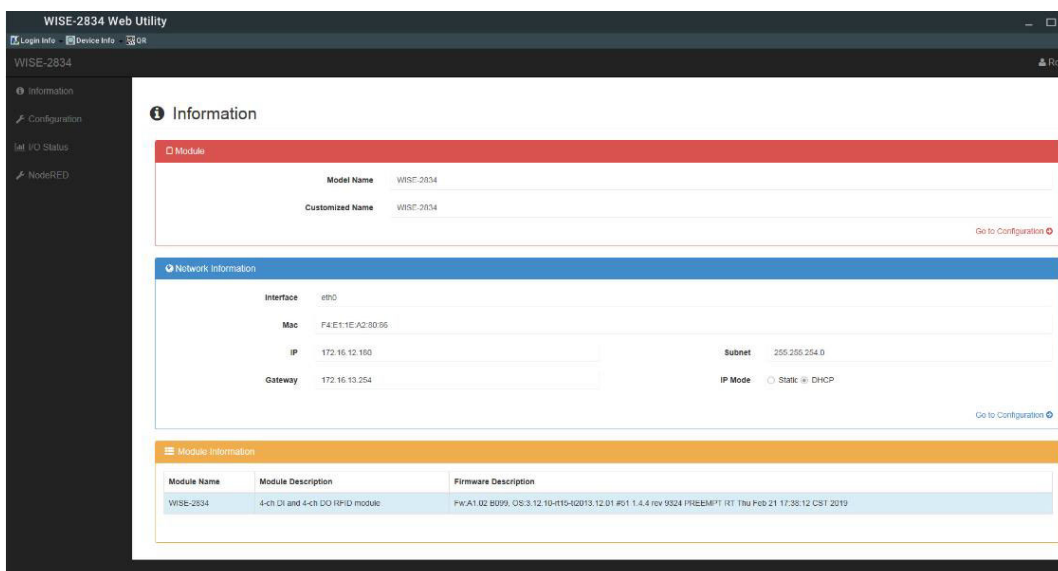 WISE-2834 Web Utility
Login Info Device Info QR
WISE-2834 Ro
Information
Configuration
I/O Status
NodeRED
Information
Module
Model Name WISE-2834
Customized Name WISE-2834
Go to Configuration
Network Information
Interface eth0
Mac F4:E1:1E:A2:80:86
IP 172.16.12.180 Subnet 255.255.254.0
Gateway 172.16.13.254 IP Mode Static DHCP
Go to Configuration
Module Information
Module Name Module Description Firmware Description
WISE-2834 4-ch DI and 4-ch DO RFID module Fw:A1.02 B099, OS:3.12.10-rt15-ti2013.12.01 #51 1.4.4 rev 9324 PREEMPT RT Thu Feb 21 17:38:12 CST 2019